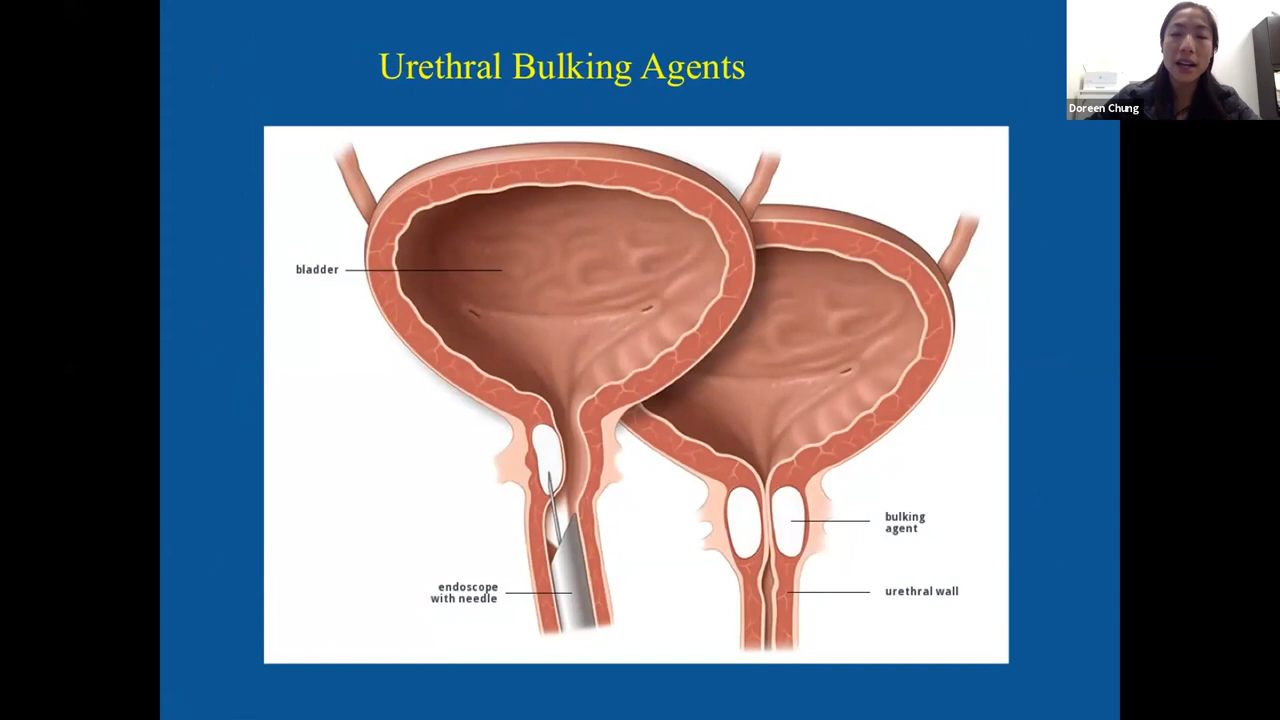 Urethral Bulking Agents
Doreen Chung
bladder
bulking
agent
endoscope
with needle
urethral wall